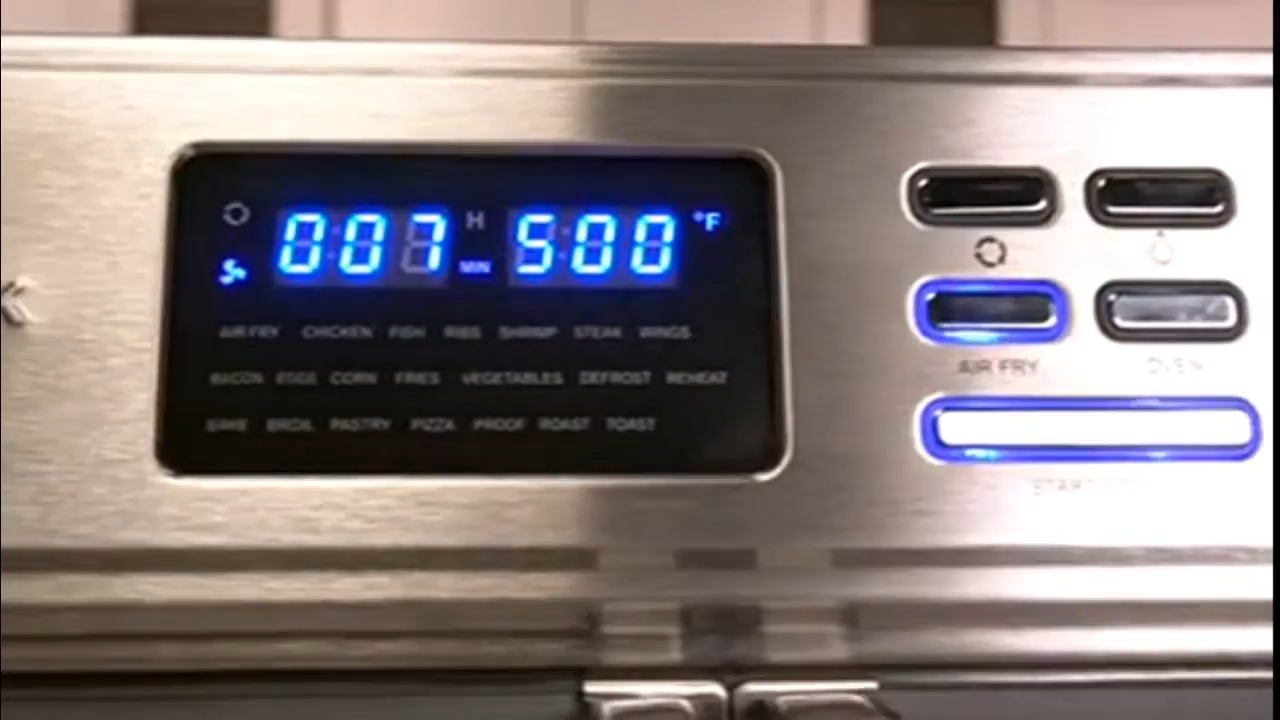 007 H MIN 500 °F
AIR FRY CHICKEN FISH RIBS SHRIMP STEAK WINGS
BACON EGGS CORN FRIES VEGETABLES DEFROST REHEAT
BAKE BROIL PASTRY PIZZA PROOF ROAST TOAST
AIR FRY OVEN